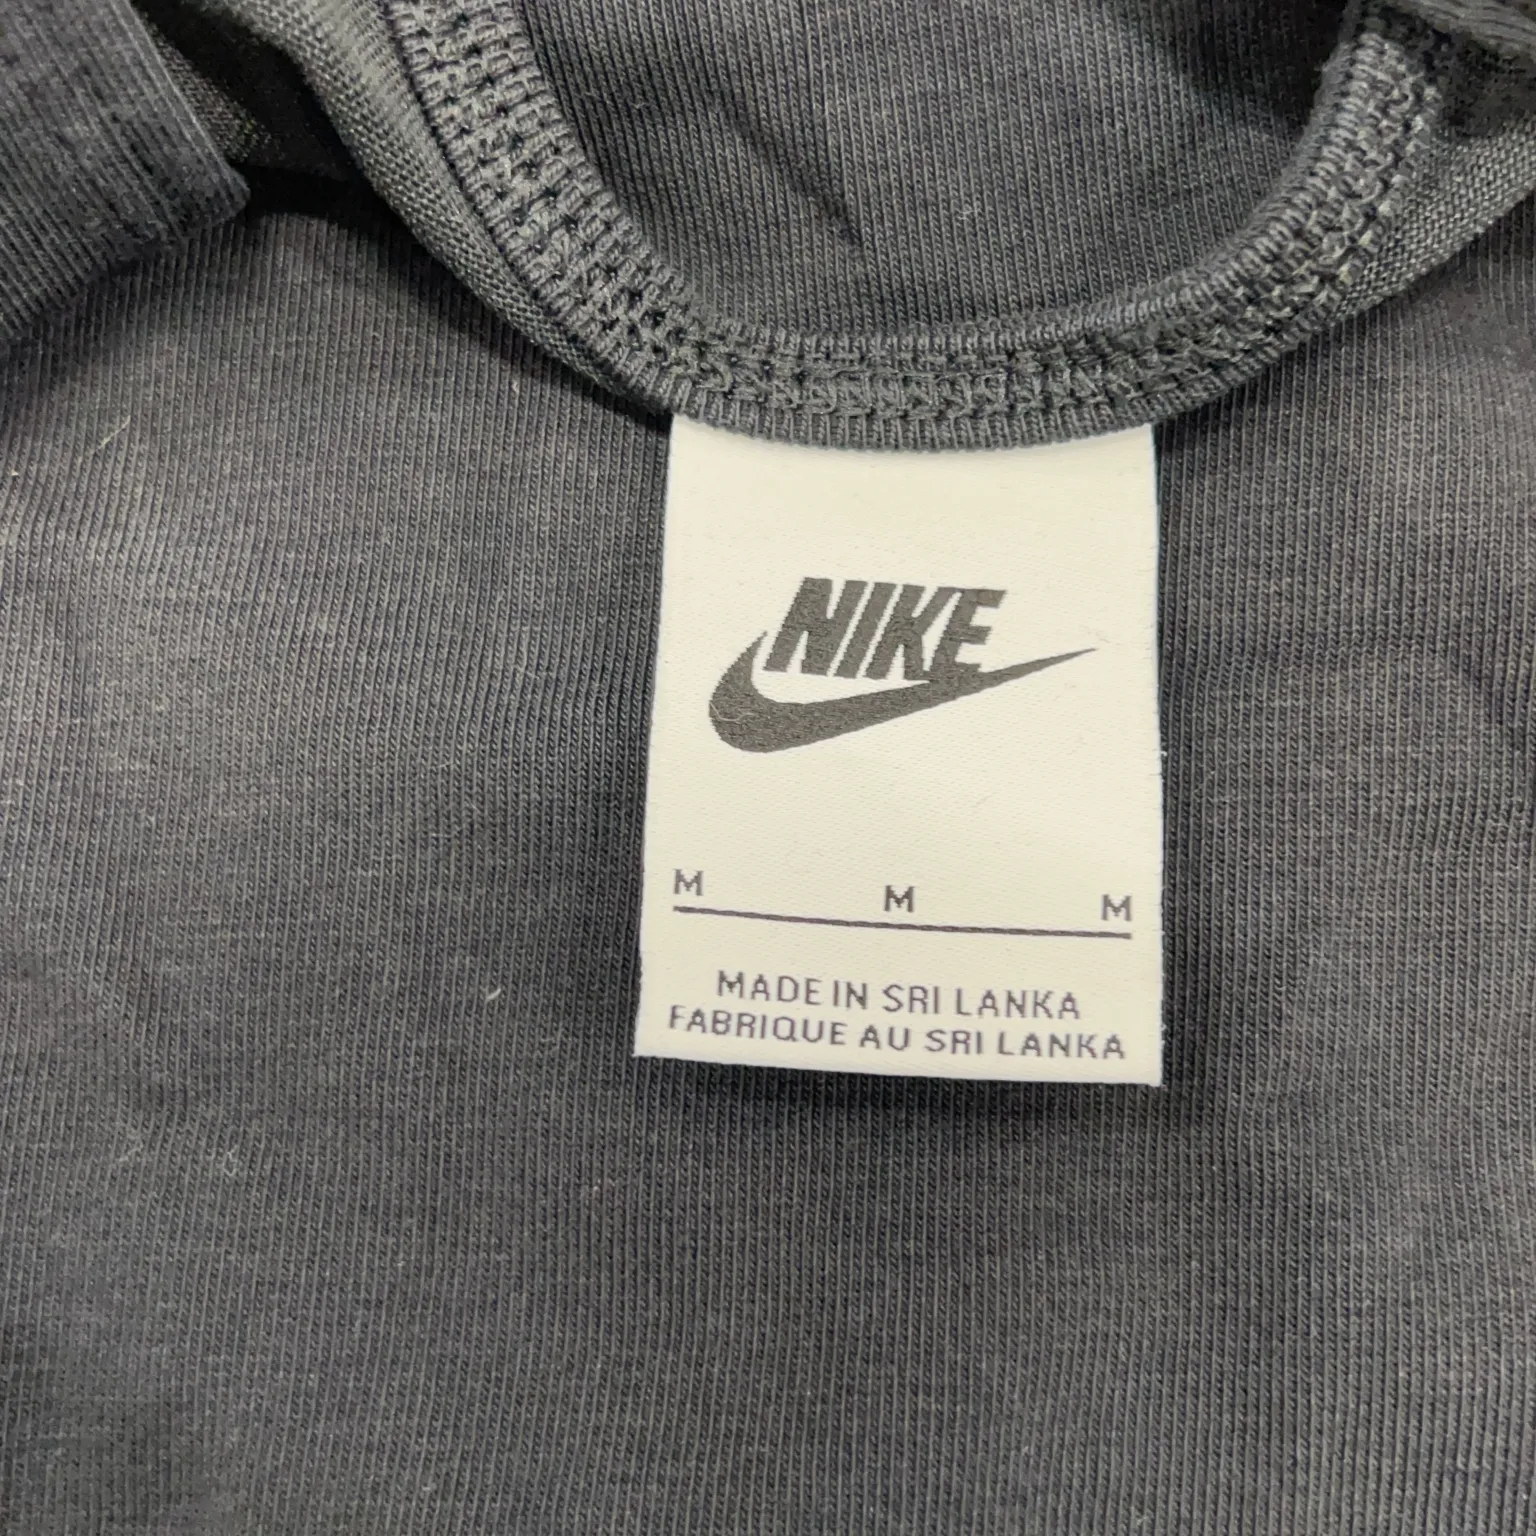 NIKE
M M M
MADE IN SRI LANKA
FABRIQUE AU SRI LANKA